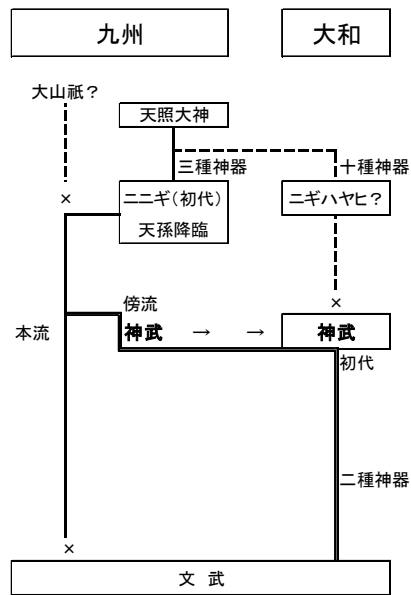 九州
大和
大山祇？
天照大神
三種神器
十種神器
×
ニニギ（初代）
天孫降臨
ニギハヤヒ？
傍流
×
本流
神武 → →
神武
初代
二種神器
×
文 武